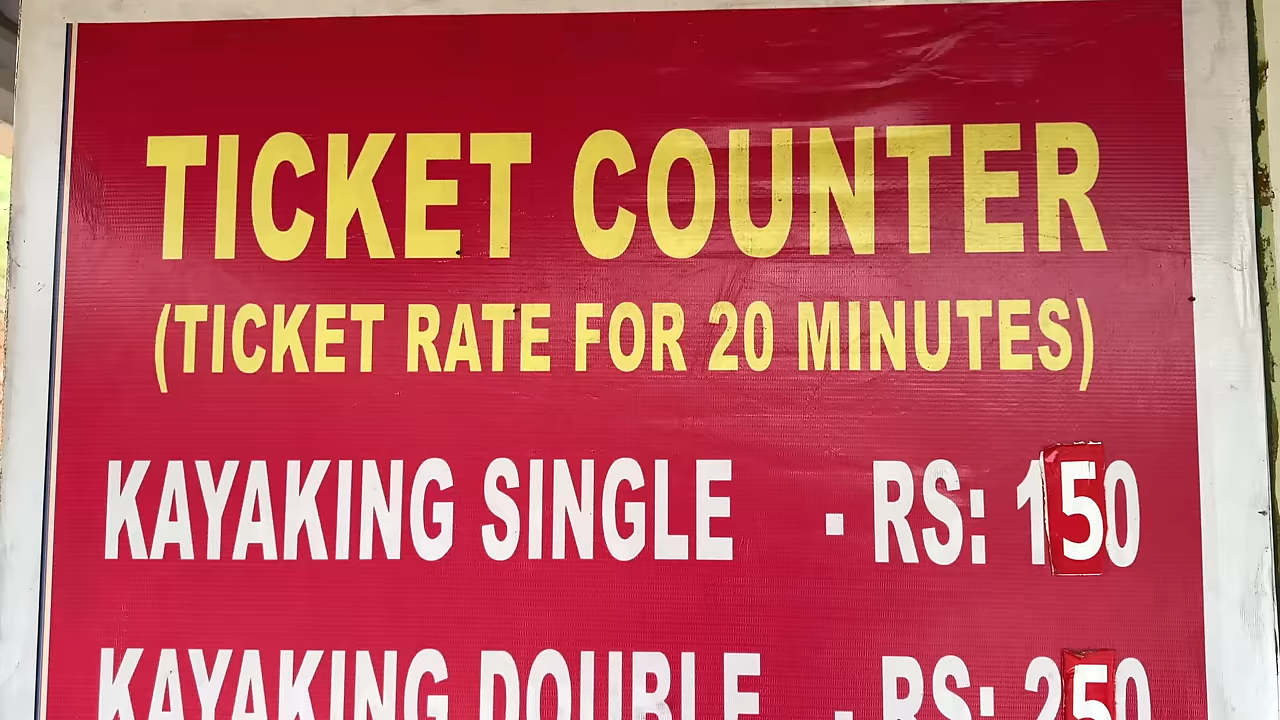 TICKET COUNTER
(TICKET RATE FOR 20 MINUTES)
KAYAKING SINGLE - RS: 150
KAYAKING DOUBLE - RS: 250